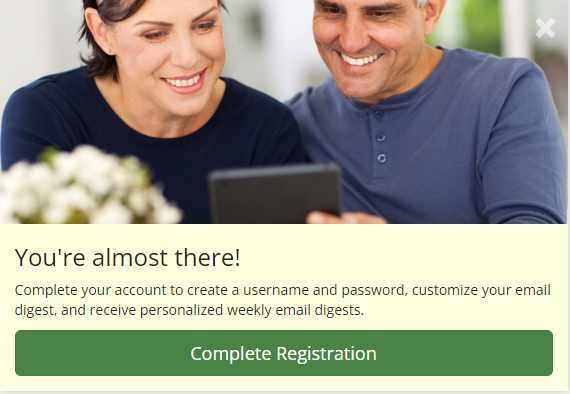 You're almost there!
Complete your account to create a username and password, customize your email
digest, and receive personalized weekly email digests.
Complete Registration